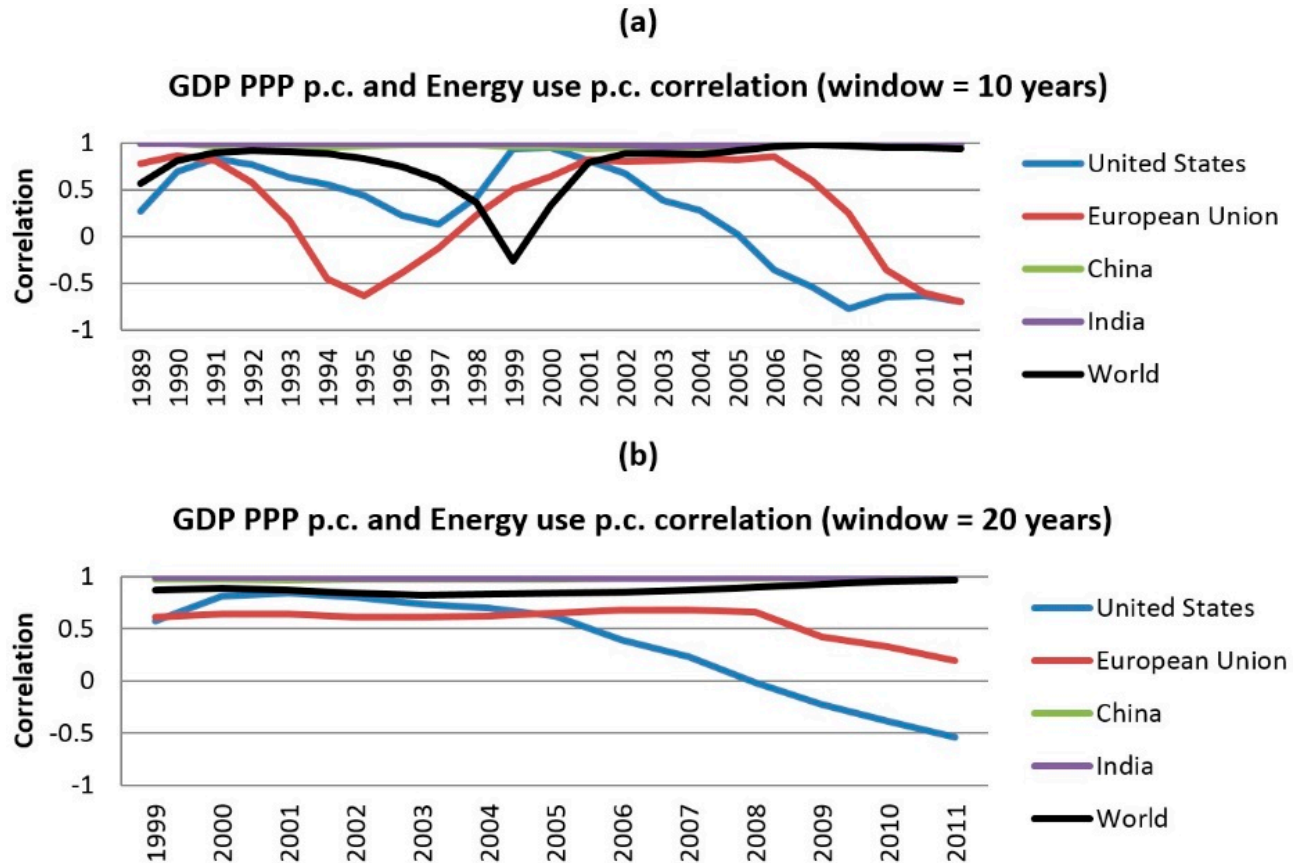 (a)
GDP PPP p.c. and Energy use p.c. correlation (window = 10 years)
Correlation
1
0.5
0
-0.5
-1
1989 1990 1991 1992 1993 1994 1995 1996 1997 1998 1999 2000 2001 2002 2003 2004 2005 2006 2007 2008 2009 2010 2011
United States
European Union
China
India
World
(b)
GDP PPP p.c. and Energy use p.c. correlation (window = 20 years)
Correlation
1
0.5
0
-0.5
-1
1999 2000 2001 2002 2003 2004 2005 2006 2007 2008 2009 2010 2011
United States
European Union
China
India
World